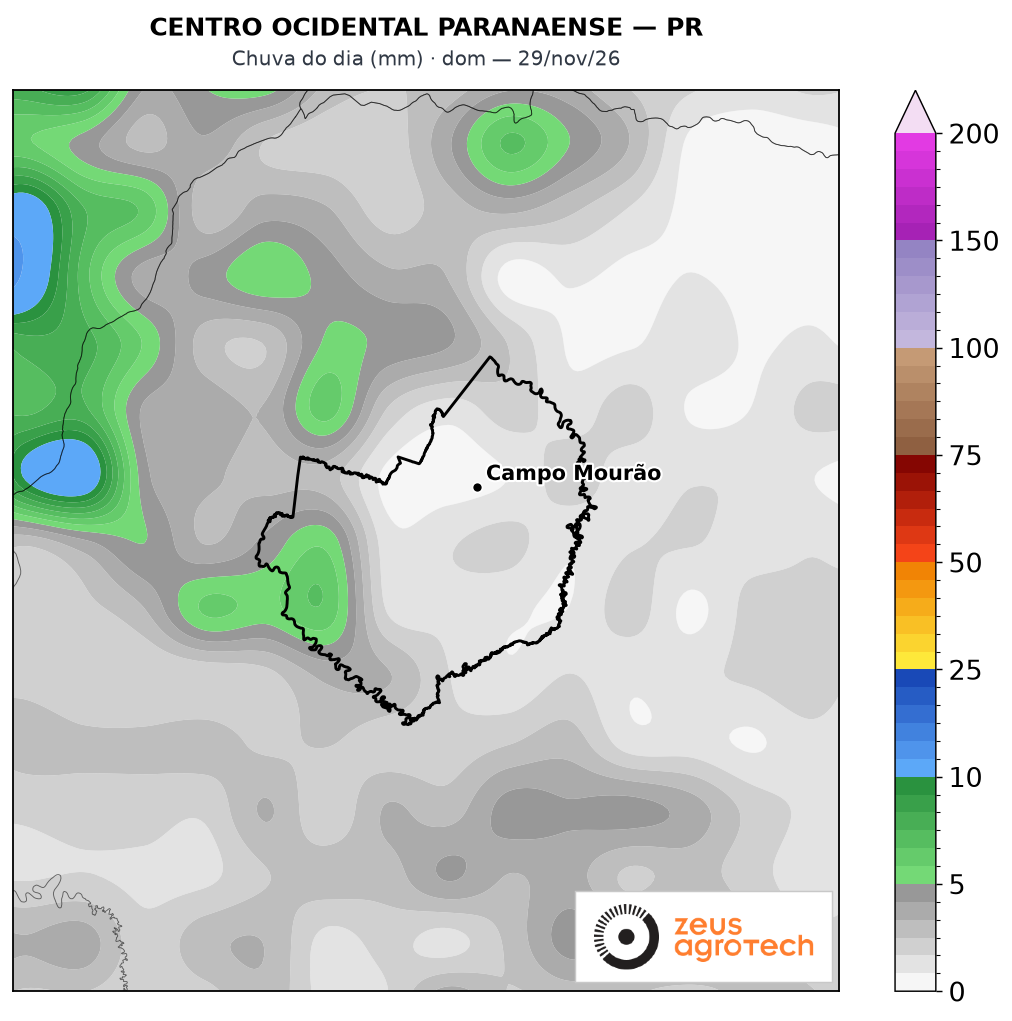 CENTRO OCIDENTAL PARANAENSE — PR
Chuva do dia (mm) · dom — 29/nov/26
Campo Mourão
200
150
100
75
50
25
10
5
0
zeus
agrotech